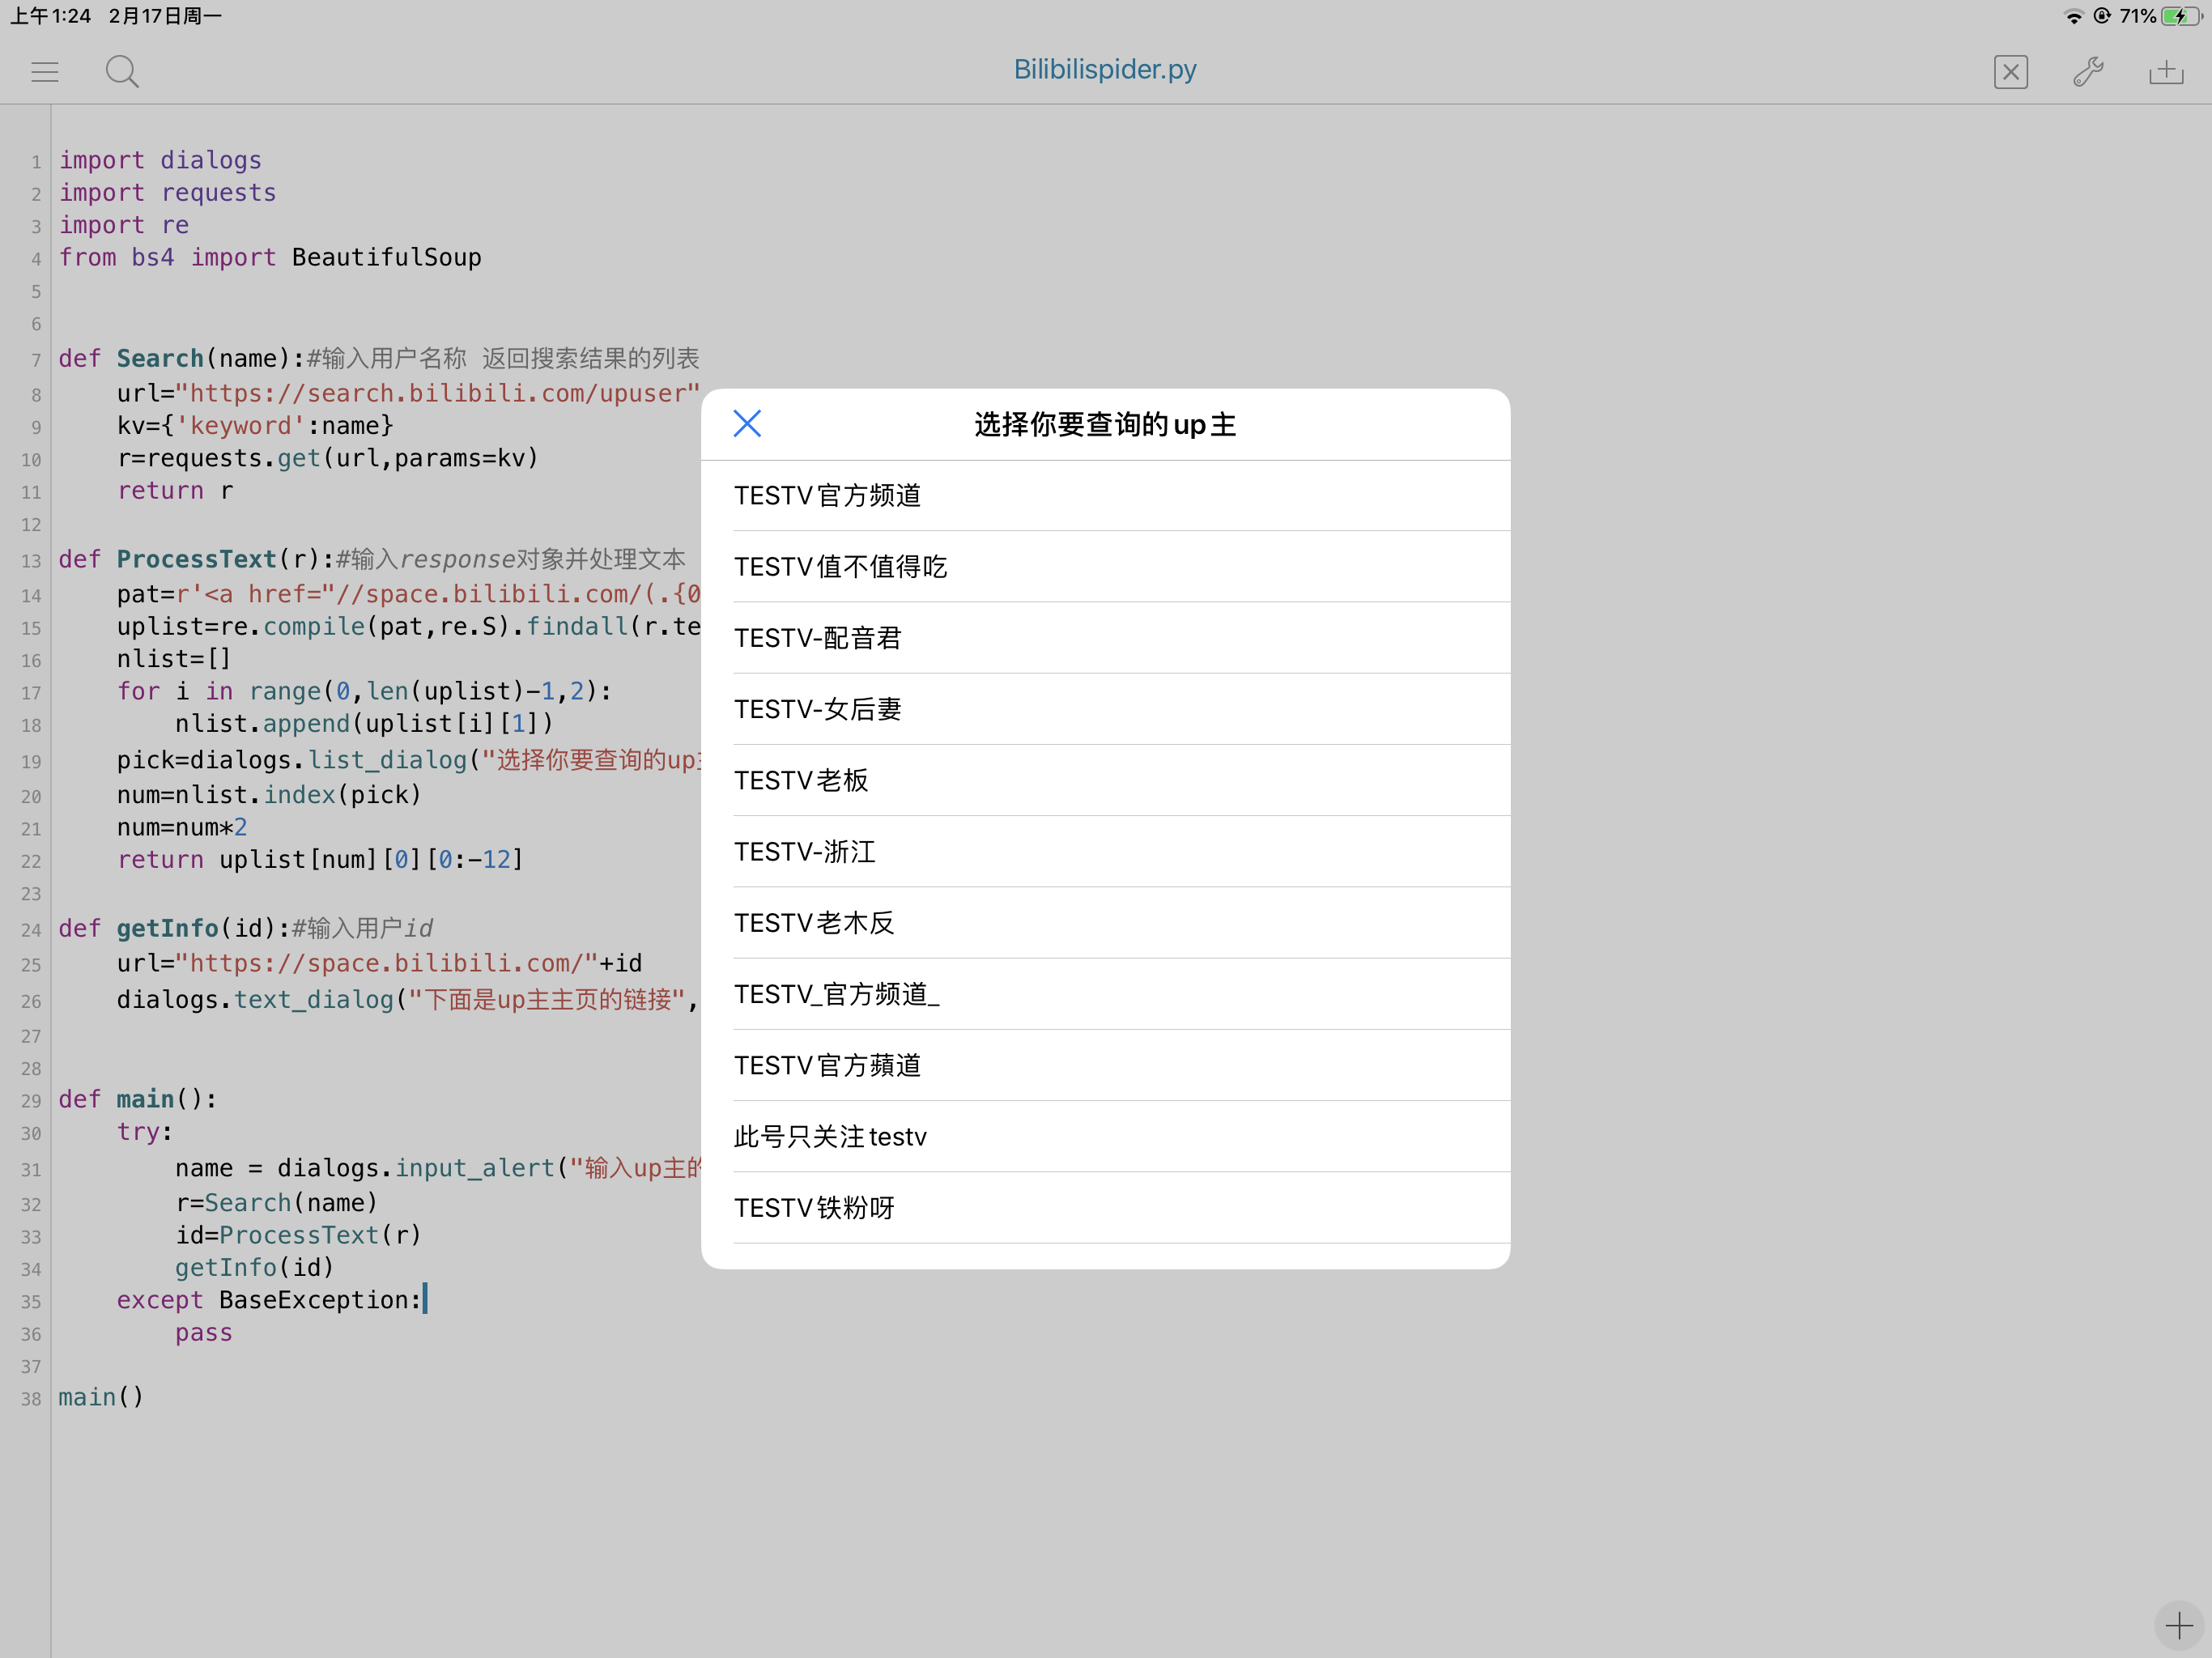 上午1:24 2月17日周一 71%
Bilibilispider.py
1 import dialogs
2 import requests
3 import re
4 from bs4 import BeautifulSoup
5
6
7 def Search(name):#输入用户名称 返回搜索结果的列表
8 url="https://search.bilibili.com/upuser"
9 kv={'keyword':name}
10 r=requests.get(url,params=kv)
11 return r
12
13 def ProcessText(r):#输入response对象并处理文本
14 pat=r'<a href="//space.bilibili.com/(.{0
15 uplist=re.compile(pat,re.S).findall(r.te
16 nlist=[]
17 for i in range(0,len(uplist)-1,2):
18 nlist.append(uplist[i][1])
19 pick=dialogs.list_dialog("选择你要查询的up主
20 num=nlist.index(pick)
21 num=num*2
22 return uplist[num][0][0:-12]
23
24 def getInfo(id):#输入用户id
25 url="https://space.bilibili.com/"+id
26 dialogs.text_dialog("下面是up主主页的链接",
27
28
29 def main():
30 try:
31 name = dialogs.input_alert("输入up主的
32 r=Search(name)
33 id=ProcessText(r)
34 getInfo(id)
35 except BaseException:
36 pass
37
38 main()
选择你要查询的up主
TESTV官方频道
TESTV值不值得吃
TESTV-配音君
TESTV-女后妻
TESTV老板
TESTV-浙江
TESTV老木反
TESTV_官方频道_
TESTV官方蘋道
此号只关注testv
TESTV铁粉呀